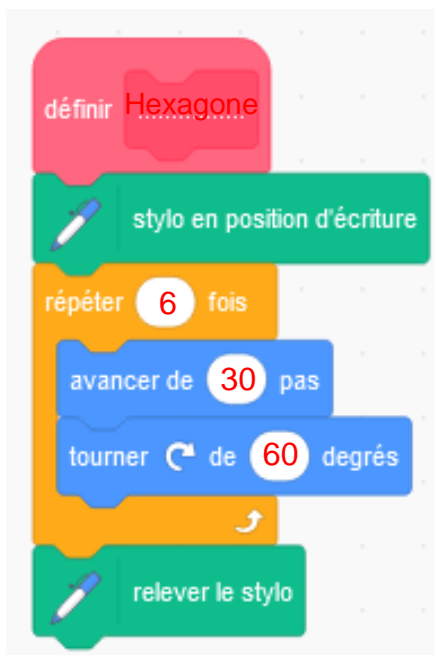 définir Hexagone
stylo en position d'écriture
répéter 6 fois
avancer de 30 pas
tourner de 60 degrés
relever le stylo